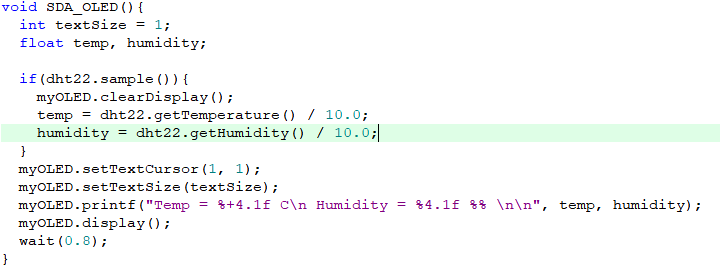 void SDA_OLED(){
  int textSize = 1;
  float temp, humidity;

  if(dht22.sample()){
    myOLED.clearDisplay();
    temp = dht22.getTemperature() / 10.0;
    humidity = dht22.getHumidity() / 10.0;
  }
  myOLED.setTextCursor(1, 1);
  myOLED.setTextSize(textSize);
  myOLED.printf("Temp = %+4.1f C\n Humidity = %4.1f %% \n\n", temp, humidity);
  myOLED.display();
  wait(0.8);
}